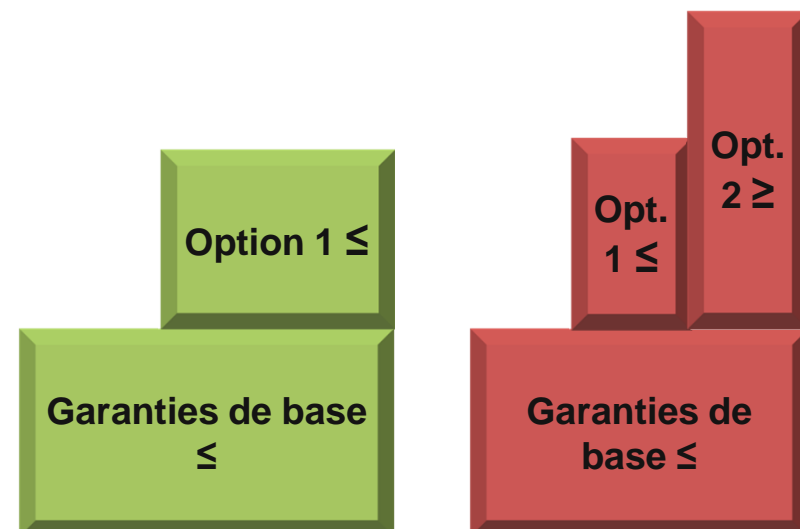 Option 1 ≤
Garanties de base
≤
Opt.
1 ≤
Opt.
2 ≥
Garanties de
base ≤